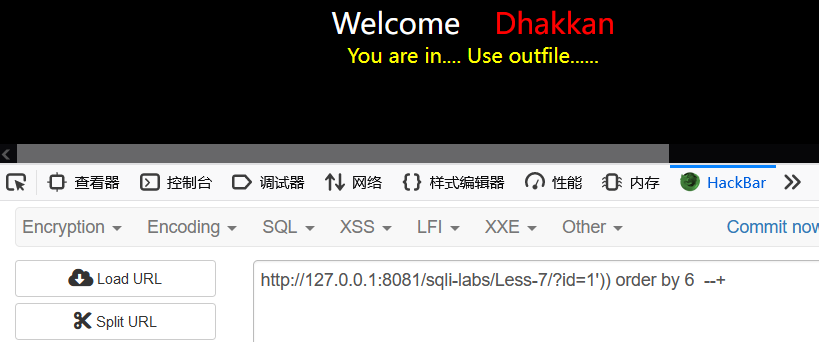 Welcome Dhakkan
You are in.... Use outfile......
查看器 控制台 调试器 网络 {} 样式编辑器 性能 内存 HackBar
Encryption Encoding SQL XSS LFI XXE Other Commit now
Load URL http://127.0.0.1:8081/sqli-labs/Less-7/?id=1')) order by 6 --+
Split URL